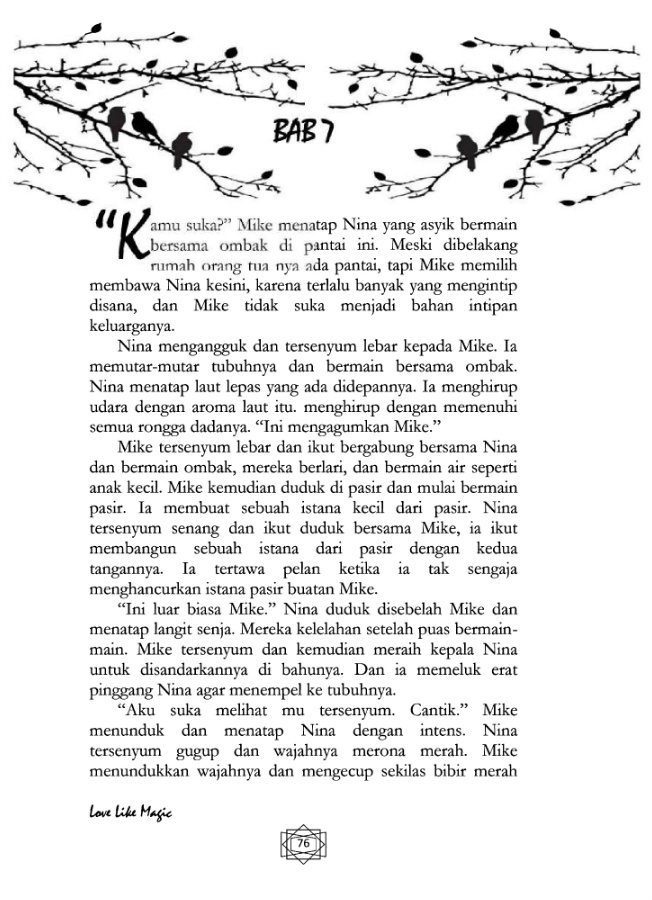 BAB 7
“Kamu suka?” Mike menatap Nina yang asyik bermain
bersama ombak di pantai ini. Meski dibelakang
rumah orang tua nya ada pantai, tapi Mike memilih
membawa Nina kesini, karena terlalu banyak yang mengintip
disana, dan Mike tidak suka menjadi bahan intipan
keluarganya.
Nina mengangguk dan tersenyum lebar kepada Mike. Ia
memutar-mutar tubuhnya dan bermain bersama ombak.
Nina menatap laut lepas yang ada didepannya. Ia menghirup
udara dengan aroma laut itu. menghirup dengan memenuhi
semua rongga dadanya. “Ini mengagumkan Mike.”
Mike tersenyum lebar dan ikut bergabung bersama Nina
dan bermain ombak, mereka berlari, dan bermain air seperti
anak kecil. Mike kemudian duduk di pasir dan mulai bermain
pasir. Ia membuat sebuah istana kecil dari pasir. Nina
tersenyum senang dan ikut duduk bersama Mike, ia ikut
membangun sebuah istana dari pasir dengan kedua
tangannya. Ia tertawa pelan ketika ia tak sengaja
menghancurkan istana pasir buatan Mike.
“Ini luar biasa Mike.” Nina duduk disebelah Mike dan
menatap langit senja. Mereka kelelahan setelah puas bermain-
main. Mike tersenyum dan kemudian meraih kepala Nina
untuk disandarkannya di bahunya. Dan ia memeluk erat
pinggang Nina agar menempel ke tubuhnya.
“Aku suka melihat mu tersenyum. Cantik.” Mike
menunduk dan menatap Nina dengan intens. Nina
tersenyum gugup dan wajahnya merona merah. Mike
menundukkan wajahnya dan mengecup sekilas bibir merah
Love Like Magic
76